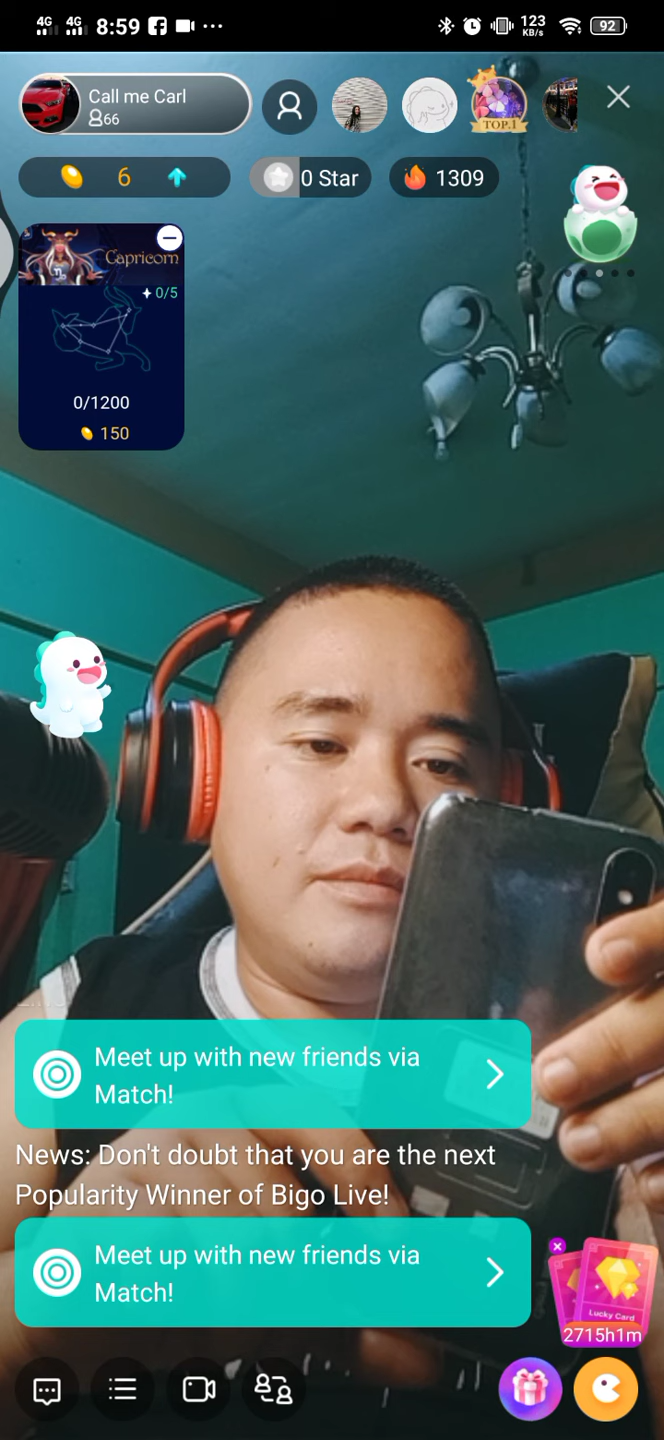 4G 4G 8:59
123
KB/s
92
Call me Carl
66
TOP.1
6
0 Star
1309
Capricorn
0/5
0/1200
150
Meet up with new friends via
Match!
News: Don't doubt that you are the next
Popularity Winner of Bigo Live!
Meet up with new friends via
Match!
Lucky Card
2715h1m